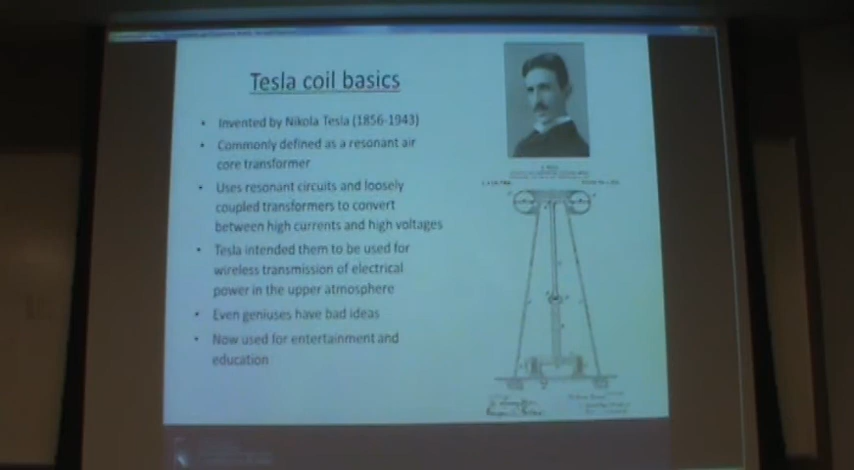 Tesla coil basics
• Invented by Nikola Tesla (1856-1943)
• Commonly defined as a resonant air
core transformer
• Uses resonant circuits and loosely
coupled transformers to convert
between high currents and high voltages
• Tesla intended them to be used for
wireless transmission of electrical
power in the upper atmosphere
• Even geniuses have bad ideas
• Now used for entertainment and
education